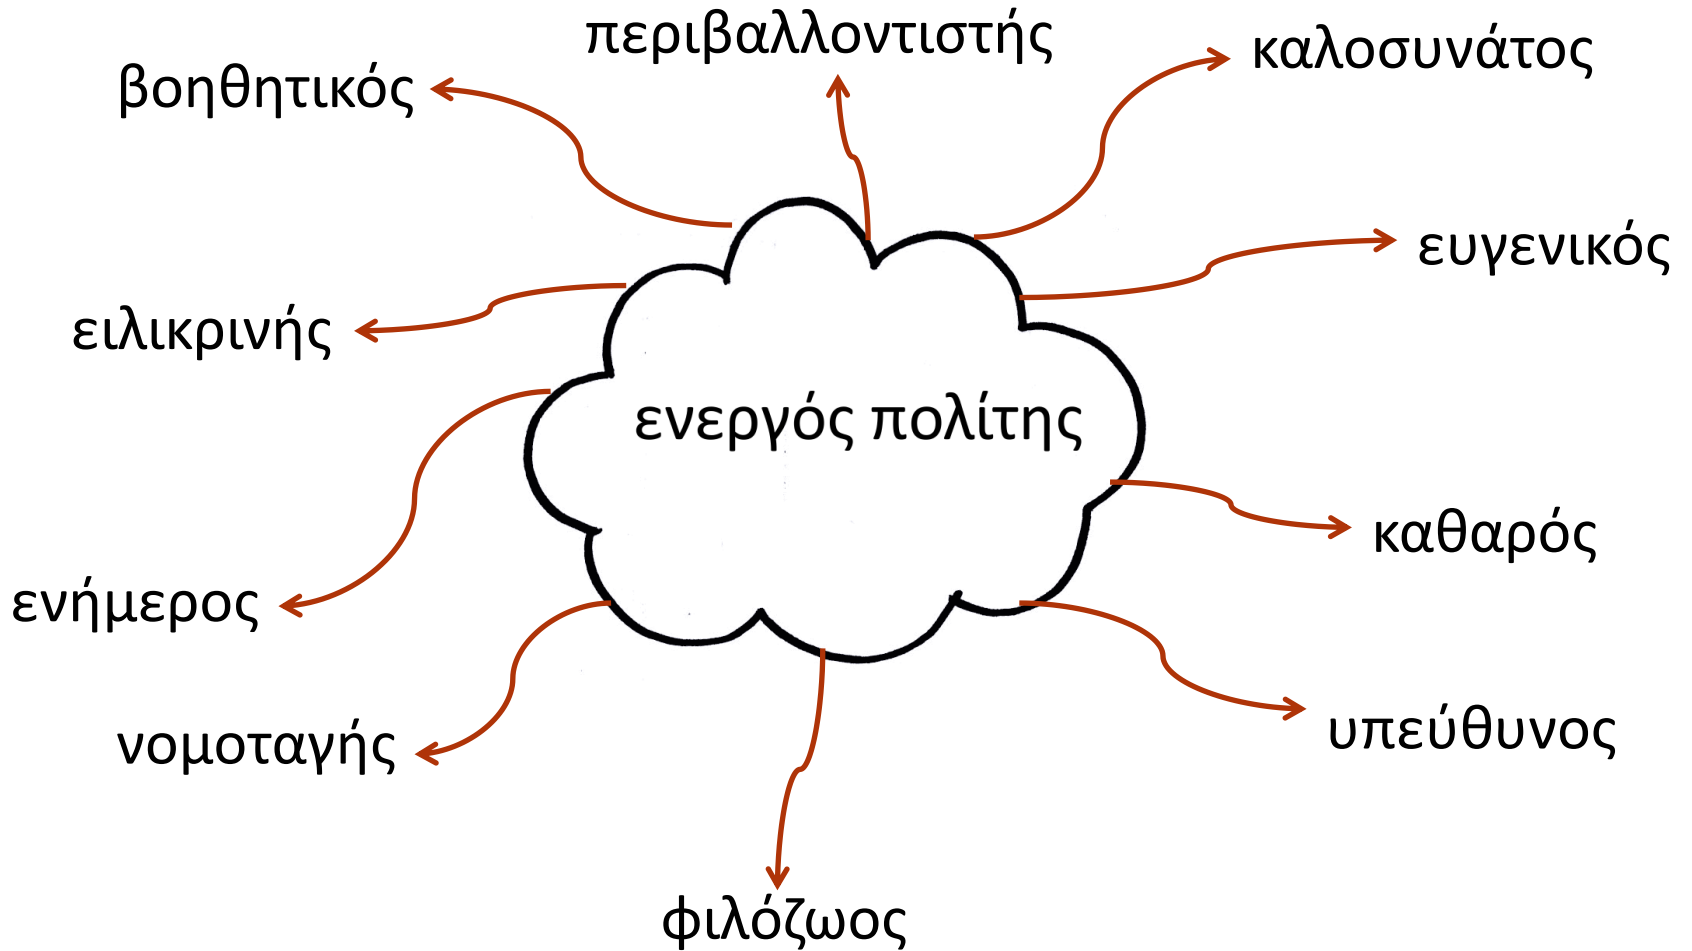 περιβαλλοντιστής
καλοσυνάτος
βοηθητικός
ευγενικός
ειλικρινής
ενεργός πολίτης
καθαρός
ενήμερος
υπεύθυνος
νομοταγής
φιλόζωος